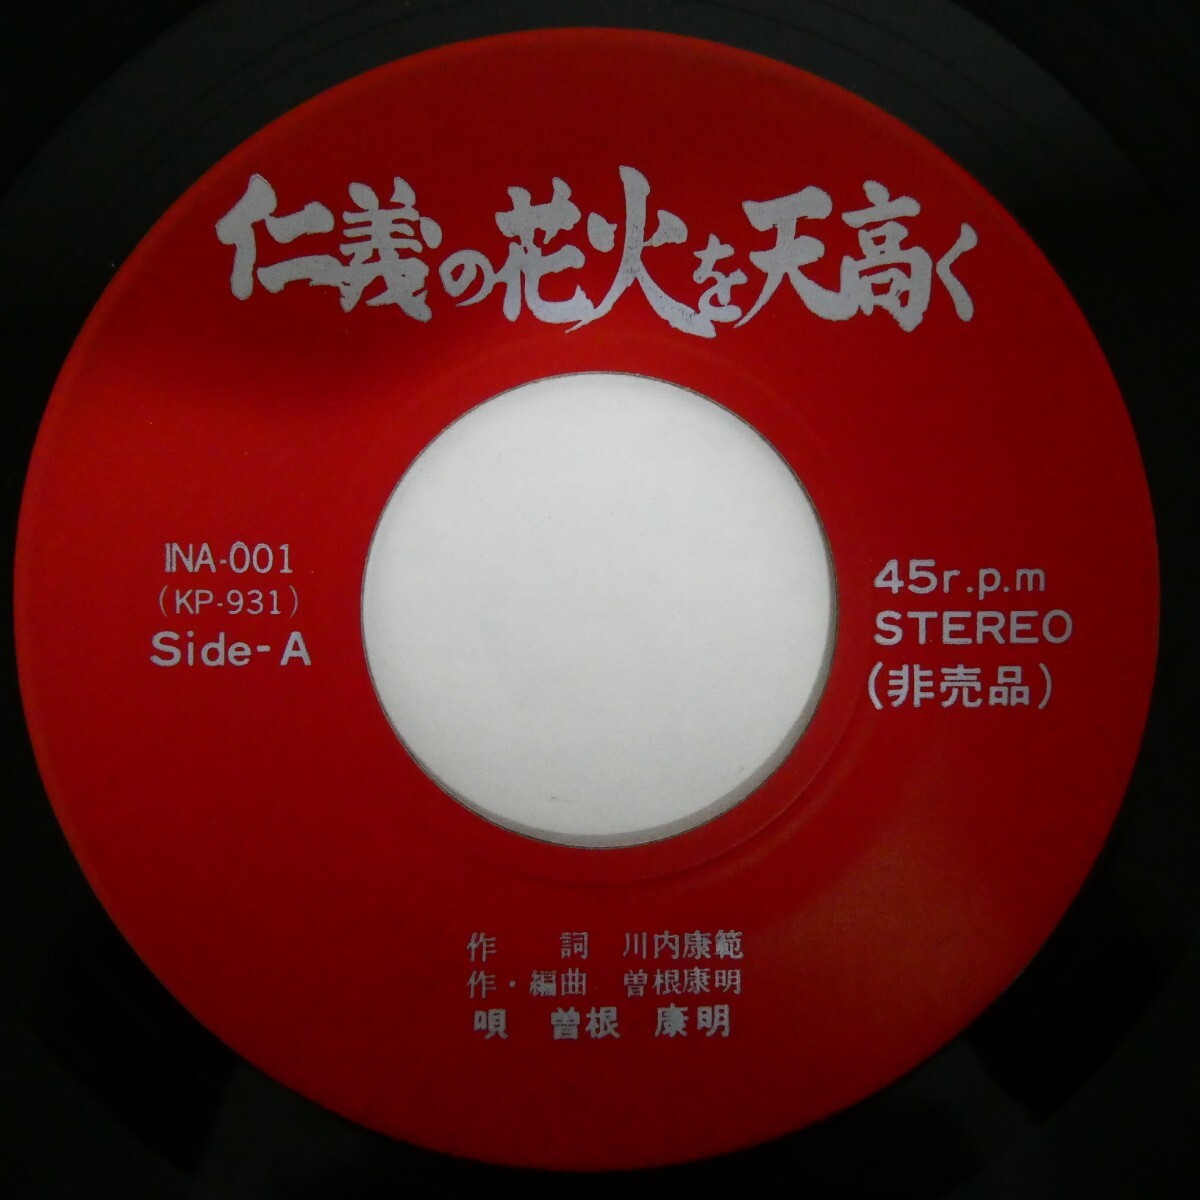 仁義の花火を天高く
INA-001
(KP-931)
Side-A
45r.p.m
STEREO
(非売品)
作　詞 川内康範
作・編曲 曽根康明
唄 曽根 康明